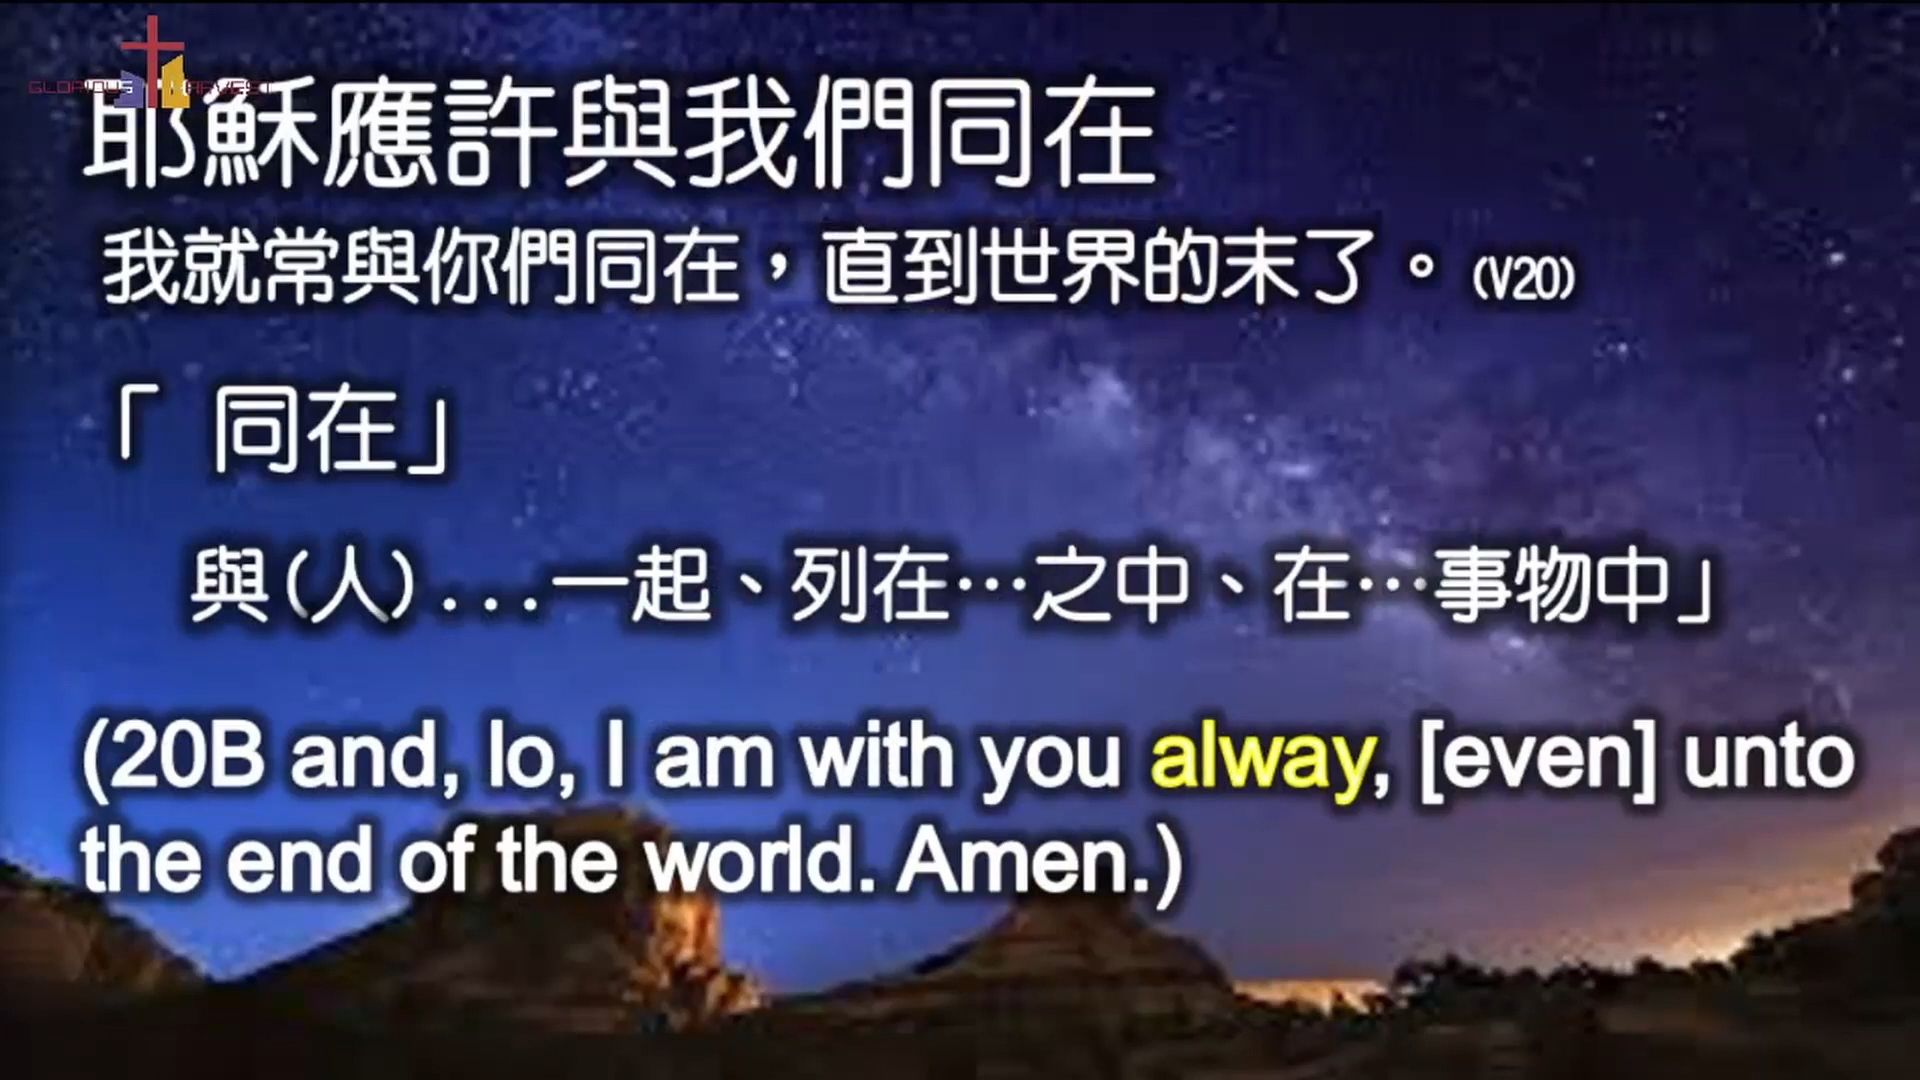 GLORIOUS HARVEST
耶穌應許與我們同在
我就常與你們同在，直到世界的末了。(V20)
「 同在」
與(人)...一起、列在…之中、在…事物中」
(20B and, lo, I am with you alway, [even] unto
the end of the world. Amen.)